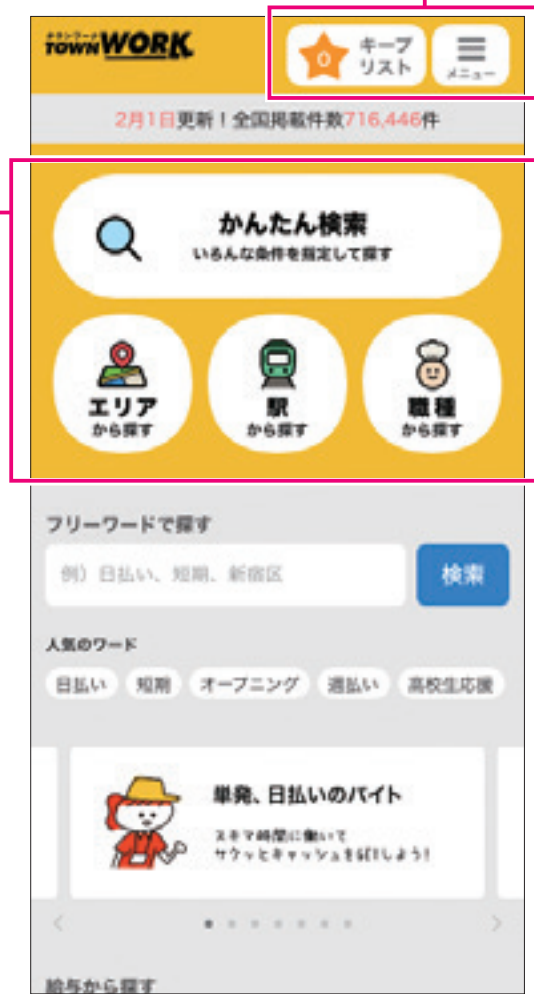 タウンワーク
TOWNWORK
0
キープ
リスト
メニュー
2月1日更新！全国掲載件数716,446件
かんたん検索
いろんな条件を指定して探す
エリア
から探す
駅
から探す
職種
から探す
フリーワードで探す
例）日払い、短期、新宿区
検索
人気のワード
日払い 短期 オープニング 週払い 高校生応援
単発、日払いのバイト
スキマ時間に働いて
サクッとキャッシュをGETしよう!
給与から探す